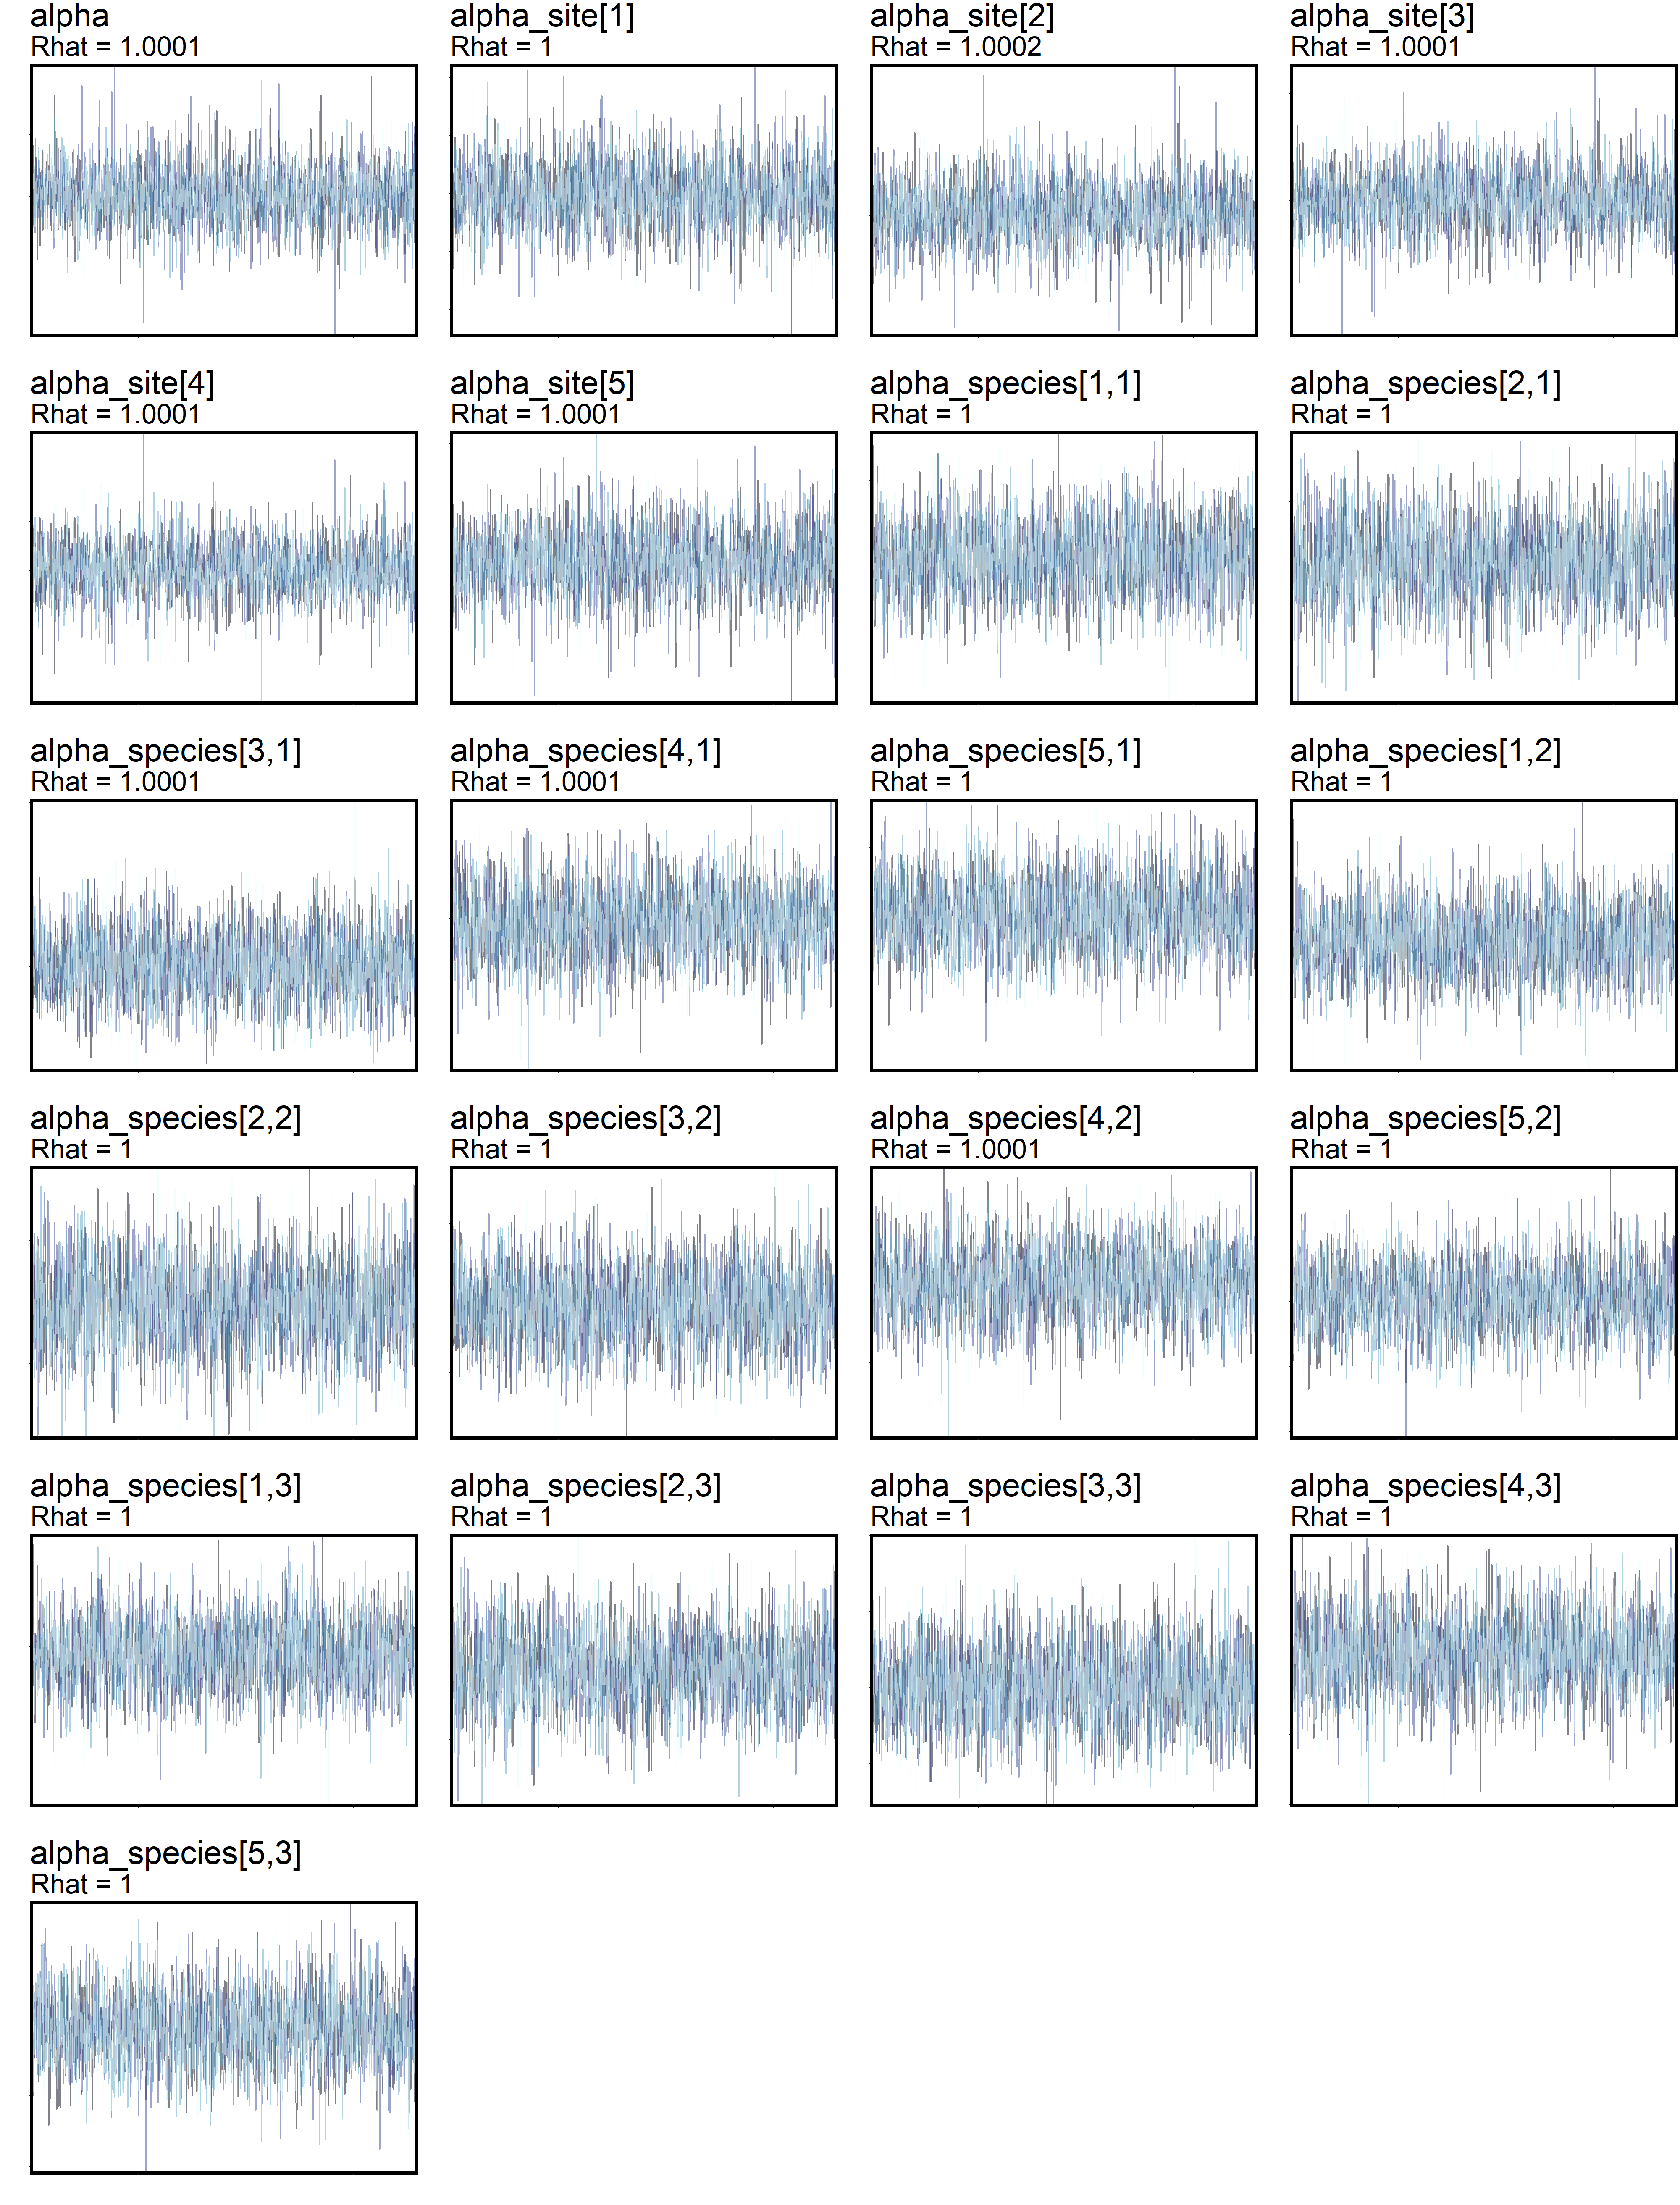 alpha
Rhat = 1.0001
alpha_site[1]
Rhat = 1
alpha_site[2]
Rhat = 1.0002
alpha_site[3]
Rhat = 1.0001
alpha_site[4]
Rhat = 1.0001
alpha_site[5]
Rhat = 1.0001
alpha_species[1,1]
Rhat = 1
alpha_species[2,1]
Rhat = 1
alpha_species[3,1]
Rhat = 1.0001
alpha_species[4,1]
Rhat = 1.0001
alpha_species[5,1]
Rhat = 1
alpha_species[1,2]
Rhat = 1
alpha_species[2,2]
Rhat = 1
alpha_species[3,2]
Rhat = 1
alpha_species[4,2]
Rhat = 1.0001
alpha_species[5,2]
Rhat = 1
alpha_species[1,3]
Rhat = 1
alpha_species[2,3]
Rhat = 1
alpha_species[3,3]
Rhat = 1
alpha_species[4,3]
Rhat = 1
alpha_species[5,3]
Rhat = 1